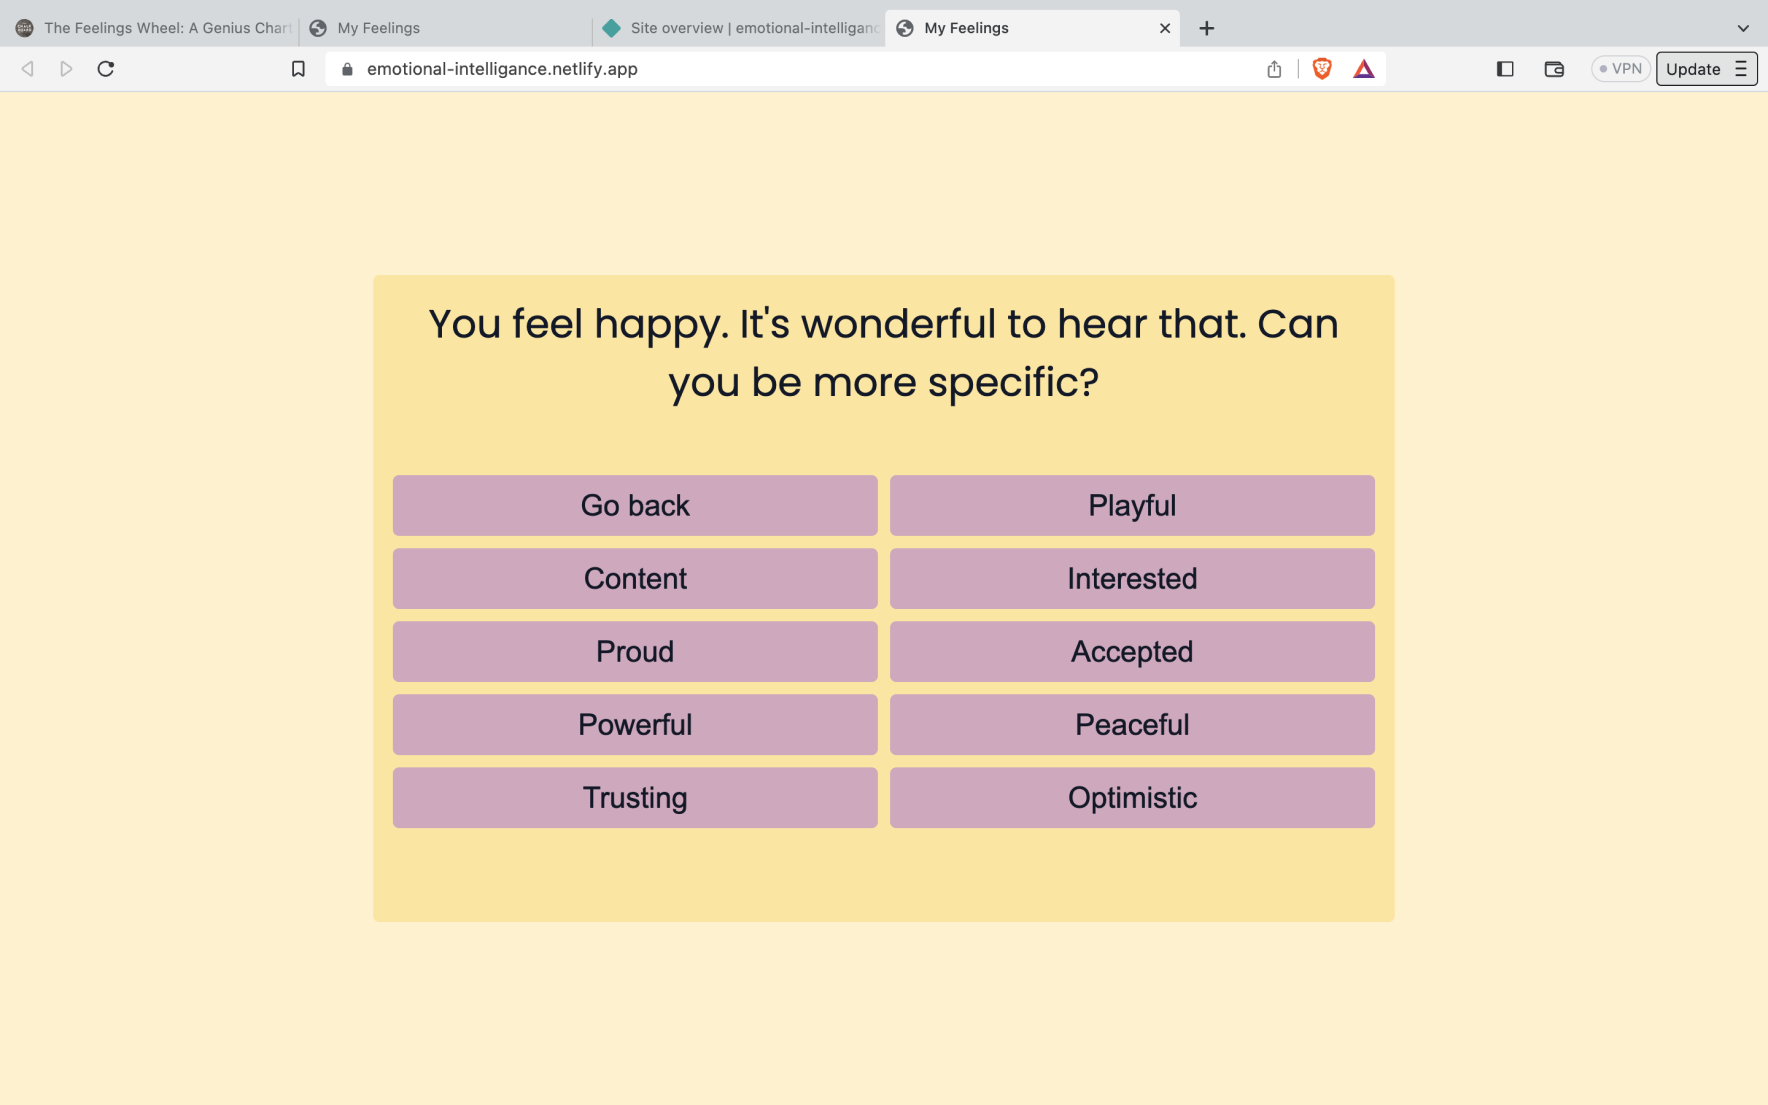 The Feelings Wheel: A Genius Chart
My Feelings
Site overview | emotional-intelliganc
My Feelings
emotional-intelligance.netlify.app
VPN
Update
You feel happy. It's wonderful to hear that. Can
you be more specific?
Go back
Playful
Content
Interested
Proud
Accepted
Powerful
Peaceful
Trusting
Optimistic